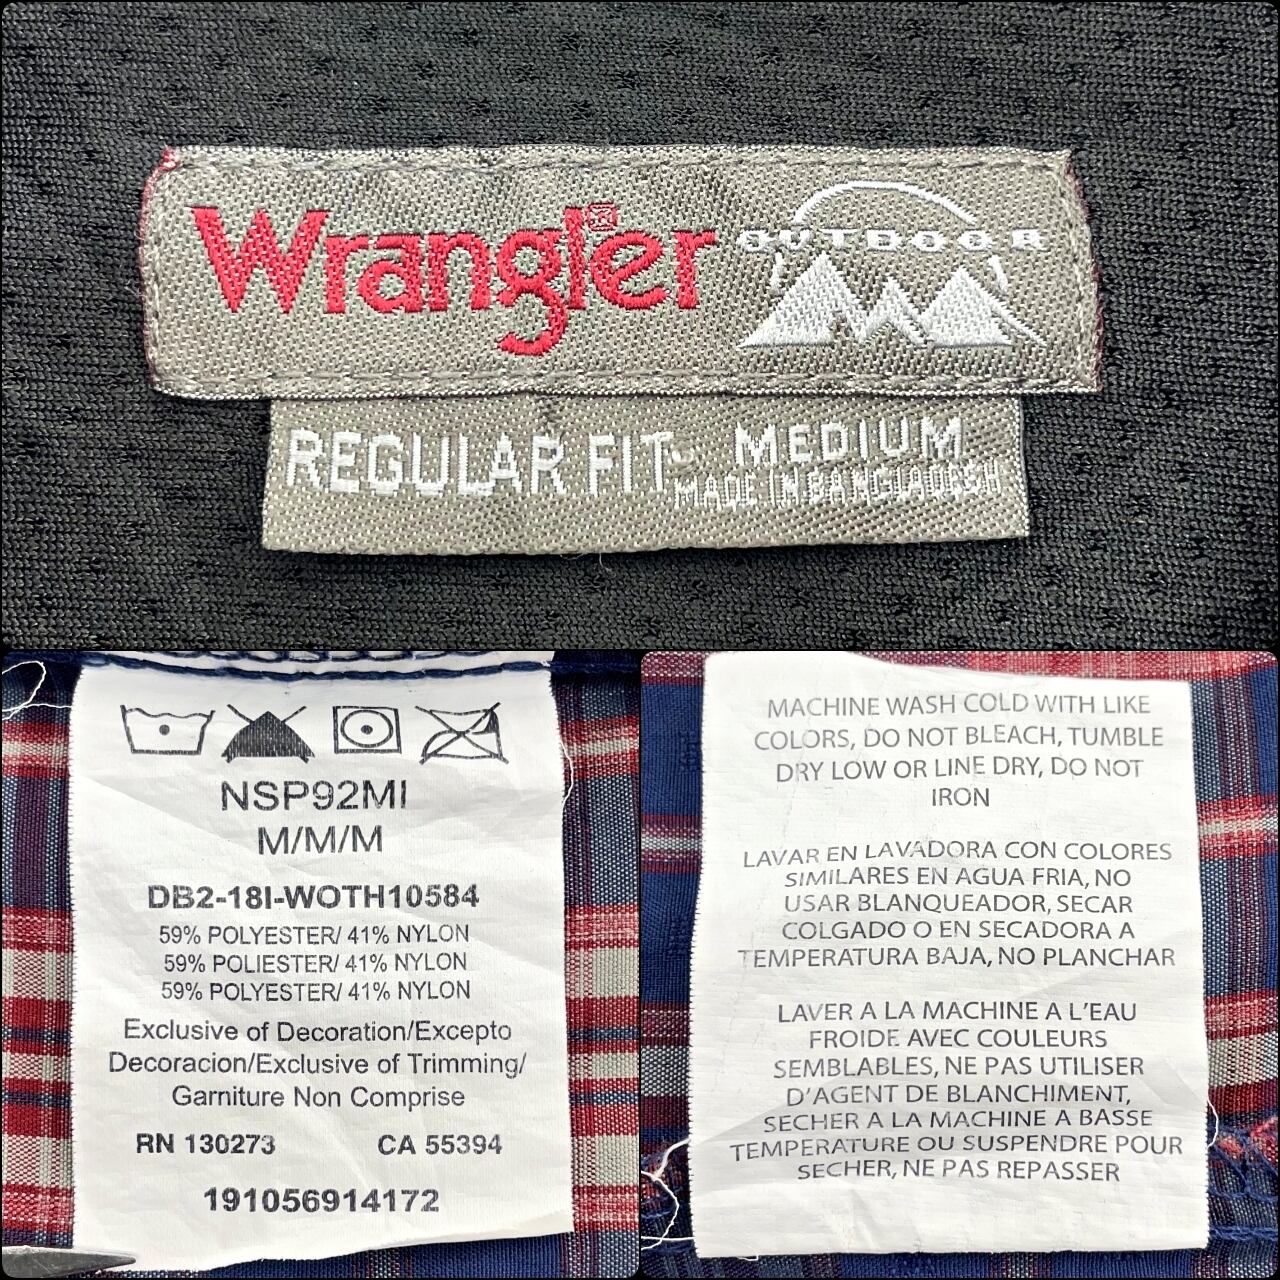 Wrangler®
OUTDOOR
REGULAR FIT MEDIUM
MADE IN BANGLADESH
NSP92MI
M/M/M
DB2-18I-WOTH10584
59% POLYESTER/ 41% NYLON
59% POLIESTER/ 41% NYLON
59% POLYESTER/ 41% NYLON
Exclusive of Decoration/Excepto
Decoracion/Exclusive of Trimming/
Garniture Non Comprise
RN 130273 CA 55394
191056914172
MACHINE WASH COLD WITH LIKE
COLORS, DO NOT BLEACH, TUMBLE
DRY LOW OR LINE DRY, DO NOT
IRON
LAVAR EN LAVADORA CON COLORES
SIMILARES EN AGUA FRIA, NO
USAR BLANQUEADOR, SECAR
COLGADO O EN SECADORA A
TEMPERATURA BAJA, NO PLANCHAR
LAVER A LA MACHINE A L'EAU
FROIDE AVEC COULEURS
SEMBLABLES, NE PAS UTILISER
D'AGENT DE BLANCHIMENT,
SECHER A LA MACHINE A BASSE
TEMPERATURE OU SUSPENDRE POUR
SECHER, NE PAS REPASSER